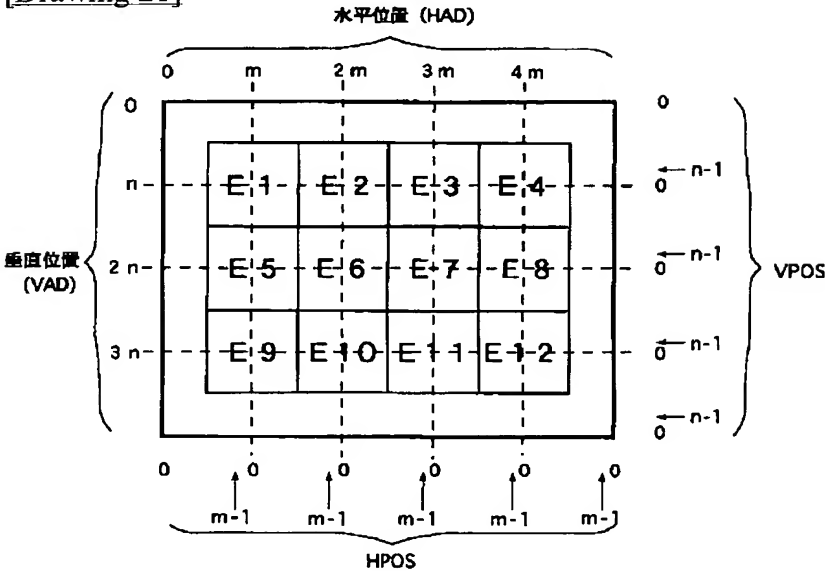 [Drawing 21]
水平位置 (HAD)
0 m 2m 3m 4m
0 0
n E1 E2 E3 E4 0 ← n-1
垂直位置
(VAD)
2n E5 E6 E7 E8 0 ← n-1
VPOS
3n E9 E10 E11 E12 0 ← n-1
0 ← n-1
0 0 0 0 0 0
m-1 m-1 m-1 m-1 m-1
HPOS